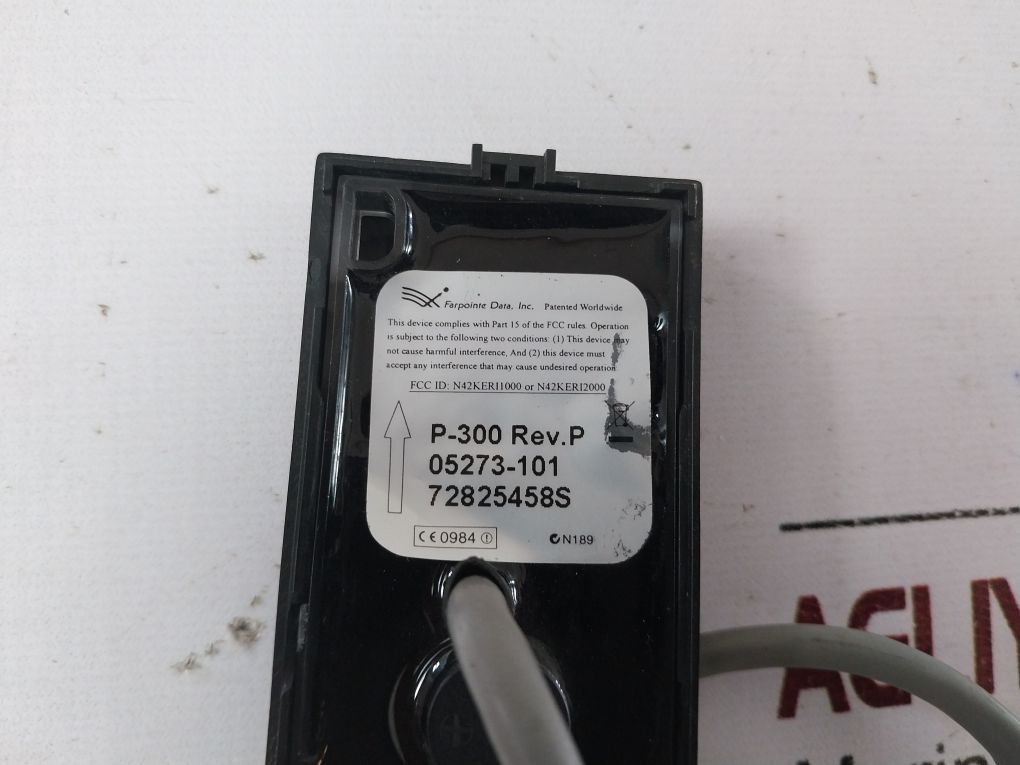 D
Farpointe Data, Inc. Patented Worldwide
This device complies with Part 15 of the FCC rules. Operation
is subject to the following two conditions: (1) This device may
not cause harmful interference, And (2) this device must
accept any interference that may cause undesired operation
FCC ID: N42KERI1000 or N42KERI2000
P-300 Rev.P
05273-101
72825458S
CE0984
N189